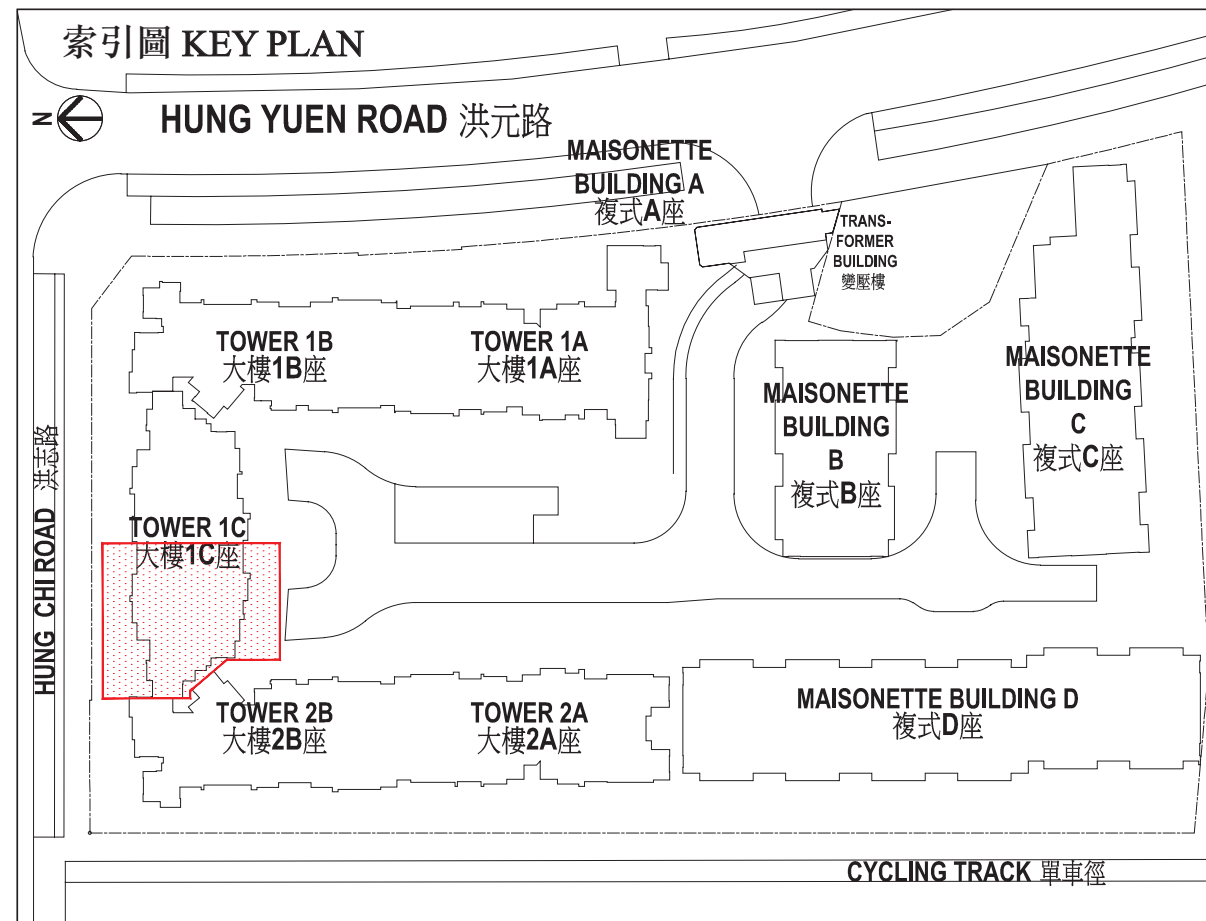 索引圖 KEY PLAN
N
HUNG YUEN ROAD 洪元路
MAISONETTE
BUILDING A
複式A座
TRANS-
FORMER
BUILDING
變壓樓
TOWER 1B
大樓1B座
TOWER 1A
大樓1A座
MAISONETTE
BUILDING
B
複式B座
MAISONETTE
BUILDING
C
複式C座
HUNG CHI ROAD 洪志路
TOWER 1C
大樓1C座
TOWER 2B
大樓2B座
TOWER 2A
大樓2A座
MAISONETTE BUILDING D
複式D座
CYCLING TRACK 單車徑